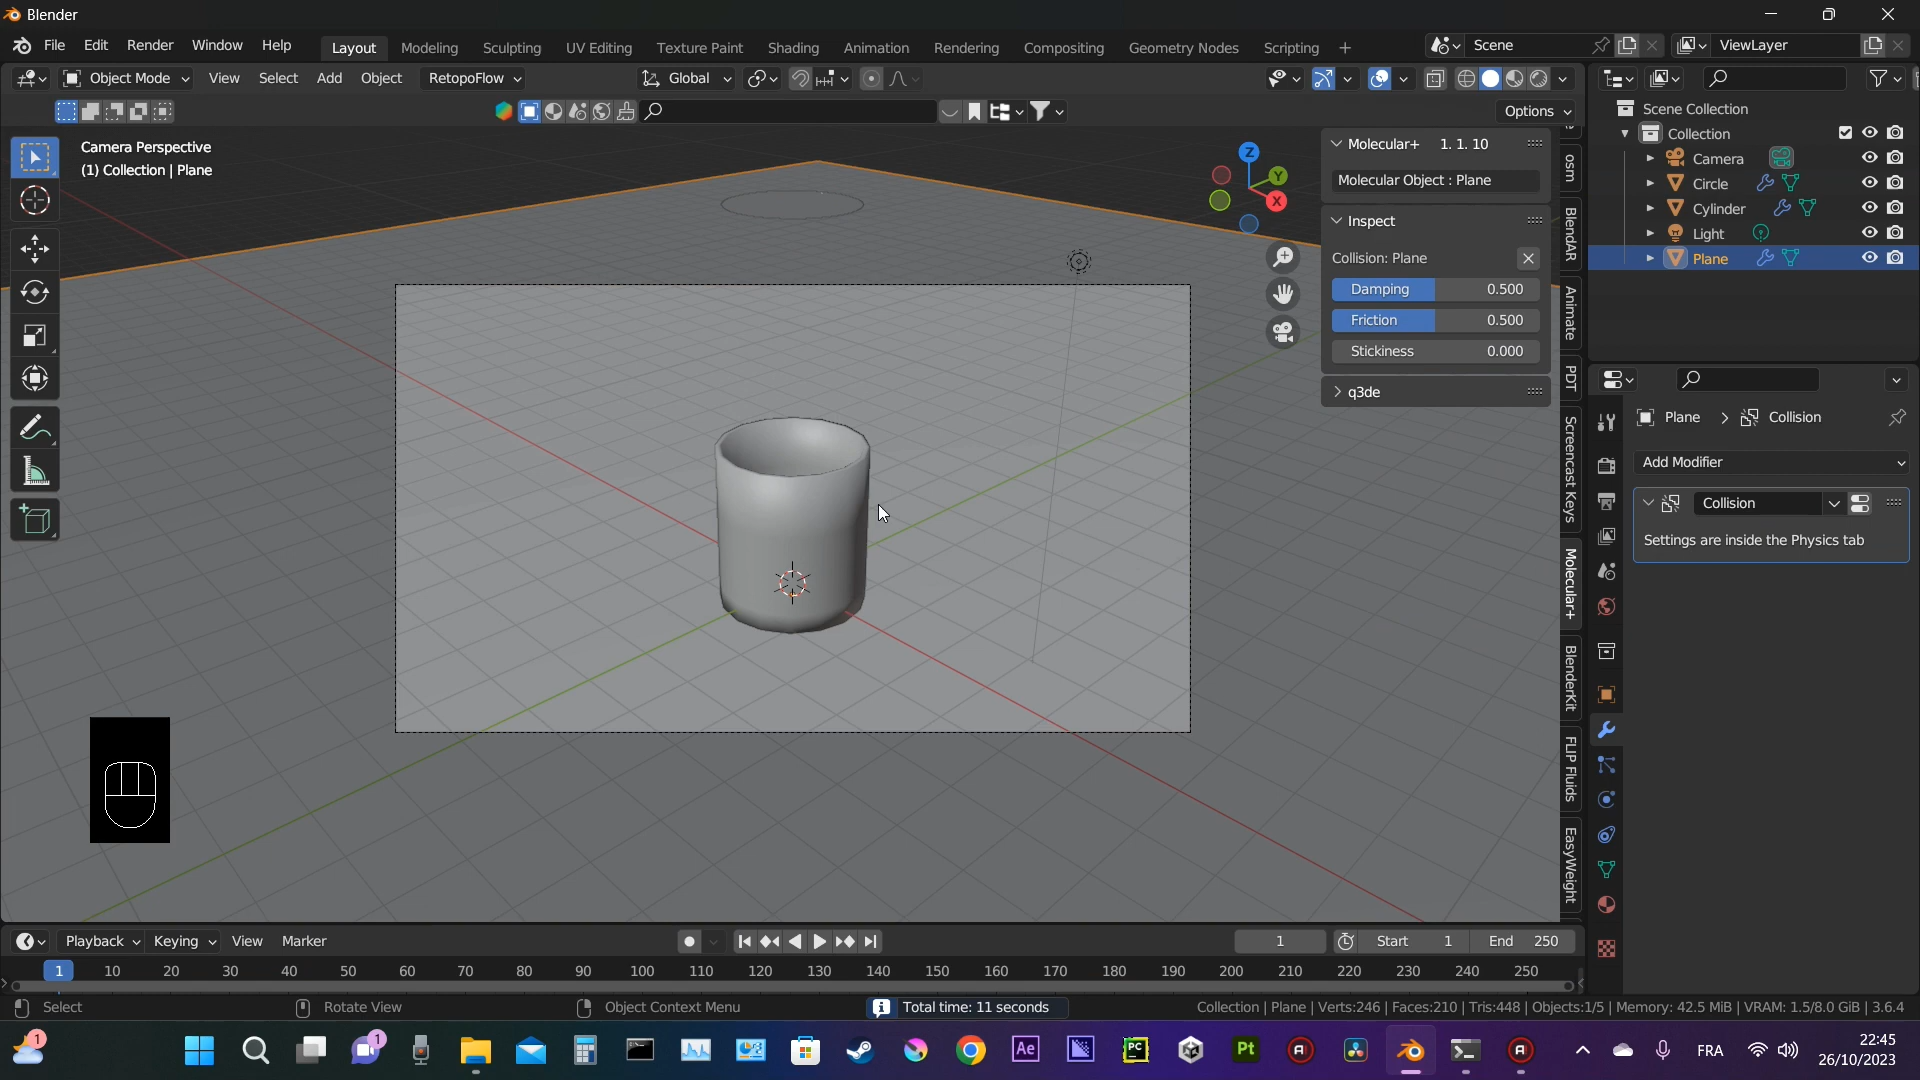 Blender
File Edit Render Window Help
Layout Modeling Sculpting UV Editing Texture Paint Shading Animation Rendering Compositing Geometry Nodes Scripting +
Scene
ViewLayer
Object Mode View Select Add Object RetopoFlow
Global
Options
Camera Perspective
(1) Collection | Plane
Z
Y
X
Molecular+ 1. 1. 10
Molecular Object : Plane
Inspect
Collision: Plane
Damping 0.500
Friction 0.500
Stickiness 0.000
q3de
osm
BlendAR
Animate
PDT
Screencast Keys
Molecular+
BlenderKit
FLIP Fluids
EasyWeight
Scene Collection
Collection
Camera
Circle
Cylinder
Light
Plane
Plane > Collision
Add Modifier
Collision
Settings are inside the Physics tab
Playback Keying View Marker
1
Start 1 End 250
1 10 20 30 40 50 60 70 80 90 100 110 120 130 140 150 160 170 180 190 200 210 220 230 240 250
Select Rotate View Object Context Menu
Total time: 11 seconds
Collection | Plane | Verts:246 | Faces:210 | Tris:448 | Objects:1/5 | Memory: 42.5 MiB | VRAM: 1.5/8.0 GiB | 3.6.4
1
1
Ae
PC
Pt
FRA
22:45
26/10/2023